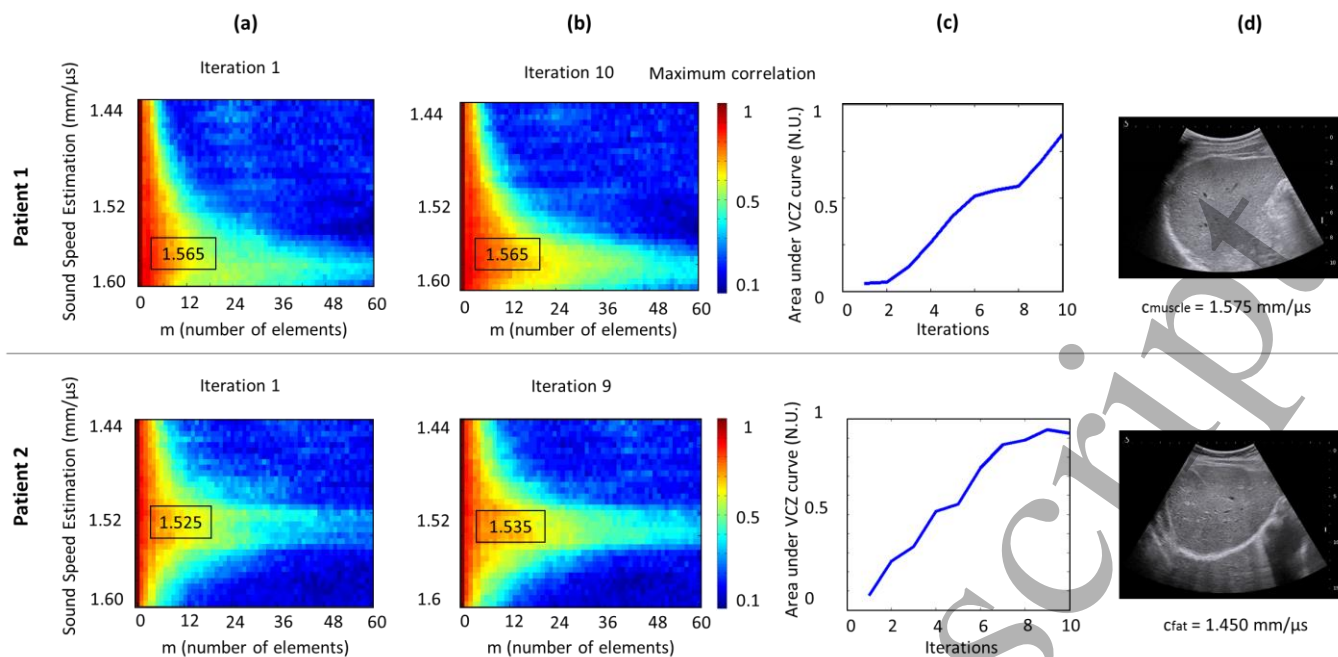 (a) (b) (c) (d)
Iteration 1 Iteration 10 Maximum correlation
Patient 1
Sound Speed Estimation (mm/μs)
1.44
1.52
1.60
1.565
0 12 24 36 48 60
m (number of elements)
1.44
1.52
1.60
1.565
0 12 24 36 48 60
m (number of elements)
1
0.5
0.1
Area under VCZ curve (N.U.)
1
0.5
0
0 2 4 6 8 10
Iterations
cmuscle = 1.575 mm/μs
Iteration 1 Iteration 9
Patient 2
Sound Speed Estimation (mm/μs)
1.44
1.52
1.60
1.525
0 12 24 36 48 60
m (number of elements)
1.44
1.52
1.6
1.535
0 12 24 36 48 60
m (number of elements)
1
0.5
0.1
Area under VCZ curve (N.U.)
1
0.5
0
0 2 4 6 8 10
Iterations
cfat = 1.450 mm/μs
script